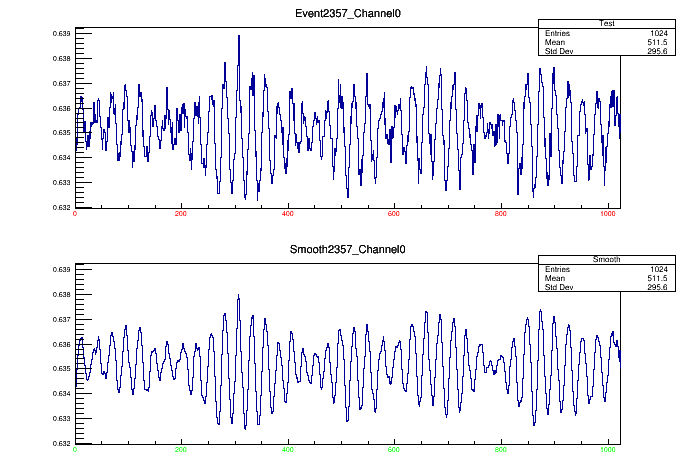 Event2357_Channel0
Test
Entries 1024
Mean 511.5
Std Dev 295.6
0.639
0.638
0.637
0.636
0.635
0.634
0.633
0.632
0 200 400 600 800 1000
Smooth2357_Channel0
Smooth
Entries 1024
Mean 511.5
Std Dev 295.6
0.639
0.638
0.637
0.636
0.635
0.634
0.633
0.632
0 200 400 600 800 1000